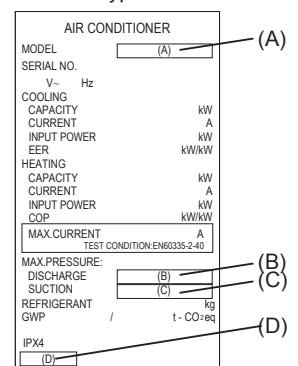 AIR CONDITIONER
MODEL (A) (A)
SERIAL NO.
V~ Hz
COOLING
CAPACITY kW
CURRENT A
INPUT POWER kW
EER kW/kW
HEATING
CAPACITY kW
CURRENT A
INPUT POWER kW
COP kW/kW
MAX.CURRENT A
TEST CONDITION:EN60335-2-40
MAX.PRESSURE:
DISCHARGE (B) (B)
SUCTION (C) (C)
REFRIGERANT kg
GWP / t - CO2eq
(D)
IPX4
(D)